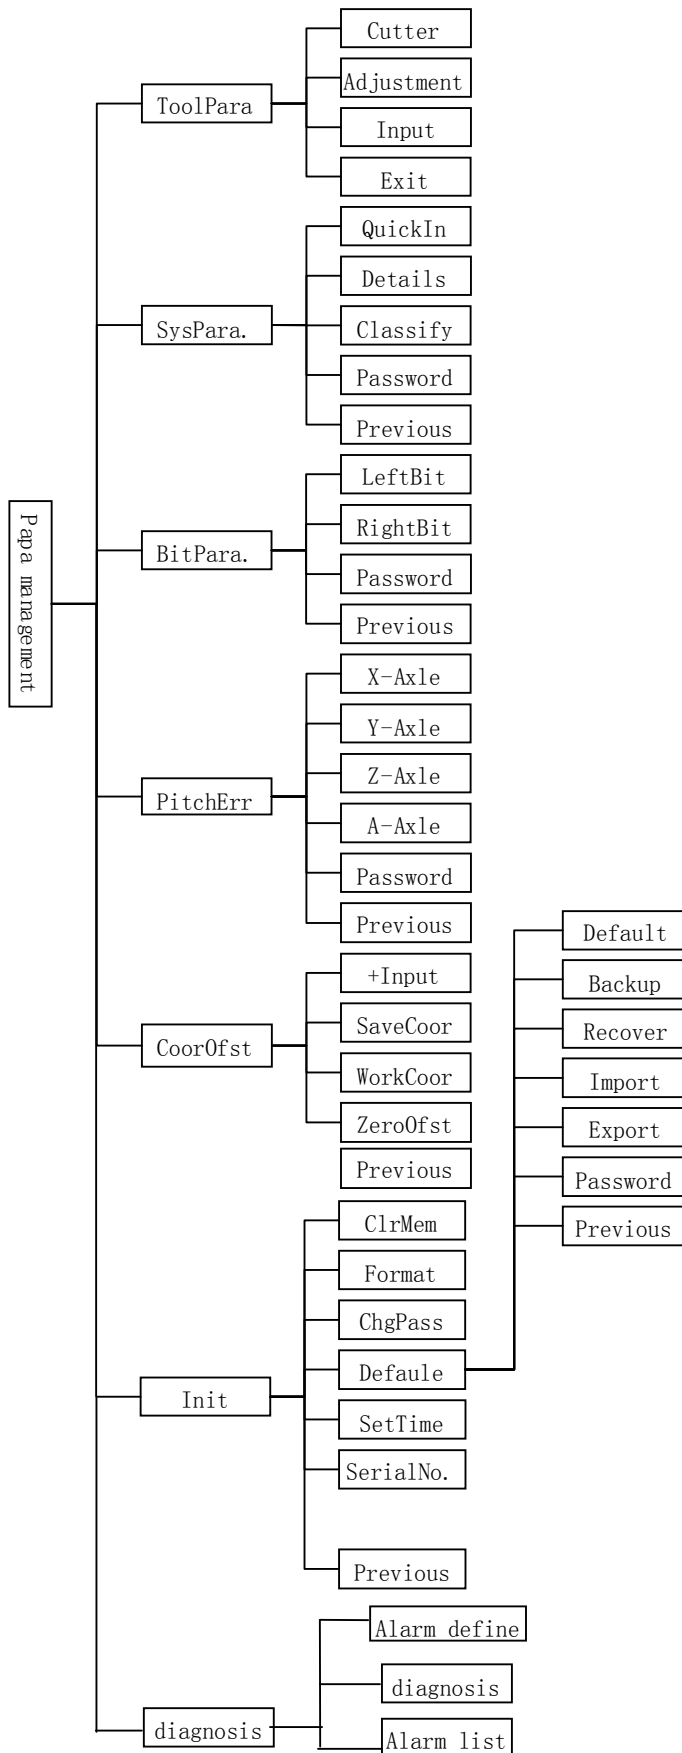 Papa management
ToolPara
Cutter
Adjustment
Input
Exit
SysPara.
QuickIn
Details
Classify
Password
Previous
BitPara.
LeftBit
RightBit
Password
Previous
PitchErr
X-Axle
Y-Axle
Z-Axle
A-Axle
Password
Previous
CoorOfst
+Input
SaveCoor
WorkCoor
ZeroOfst
Previous
Init
ClrMem
Format
ChgPass
Defaule
Default
Backup
Recover
Import
Export
Password
Previous
SetTime
SerialNo.
Previous
diagnosis
Alarm define
diagnosis
Alarm list